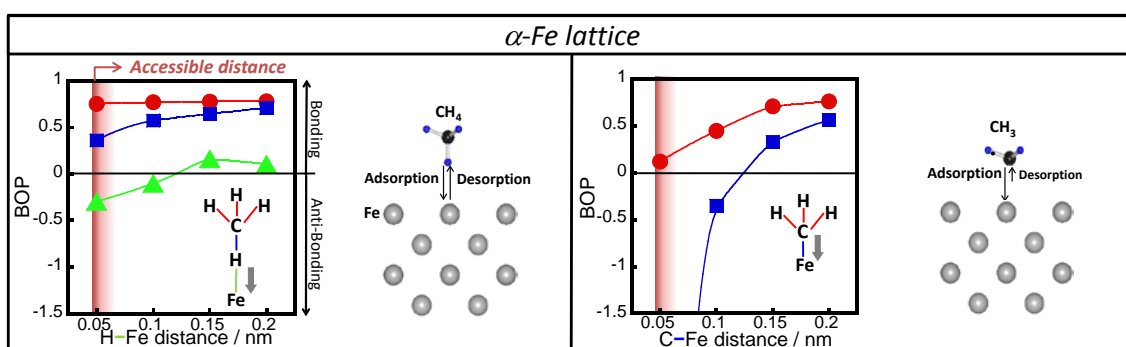 α-Fe lattice
Accessible distance
1
0.5
0
-0.5
-1
-1.5
BOP
0.05 0.1 0.15 0.2
H–Fe distance / nm
Bonding
Anti-Bonding
H
H H
C
H
Fe
CH4
Adsorption Desorption
Fe
1
0.5
0
-0.5
-1
-1.5
BOP
0.05 0.1 0.15 0.2
C–Fe distance / nm
H
H H
C
Fe
CH3
Adsorption Desorption